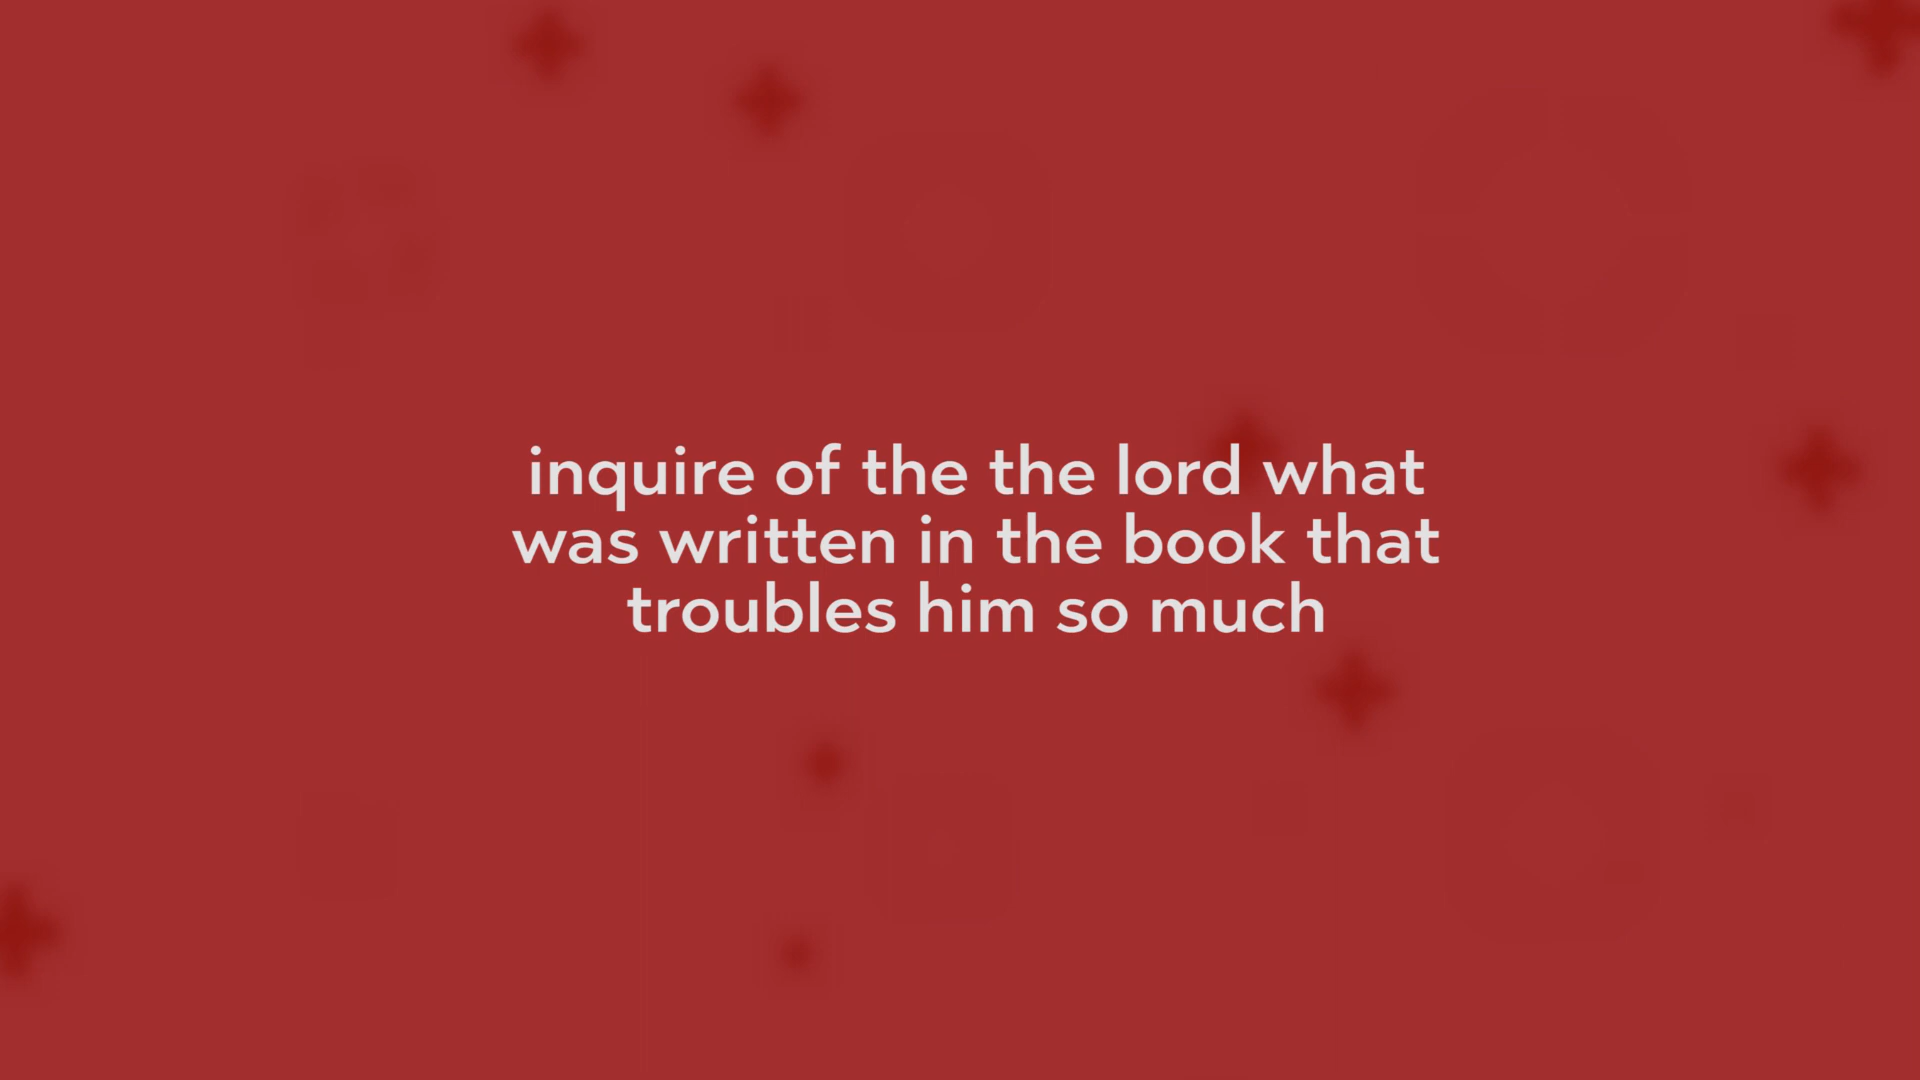 inquire of the the lord what
was written in the book that
troubles him so much